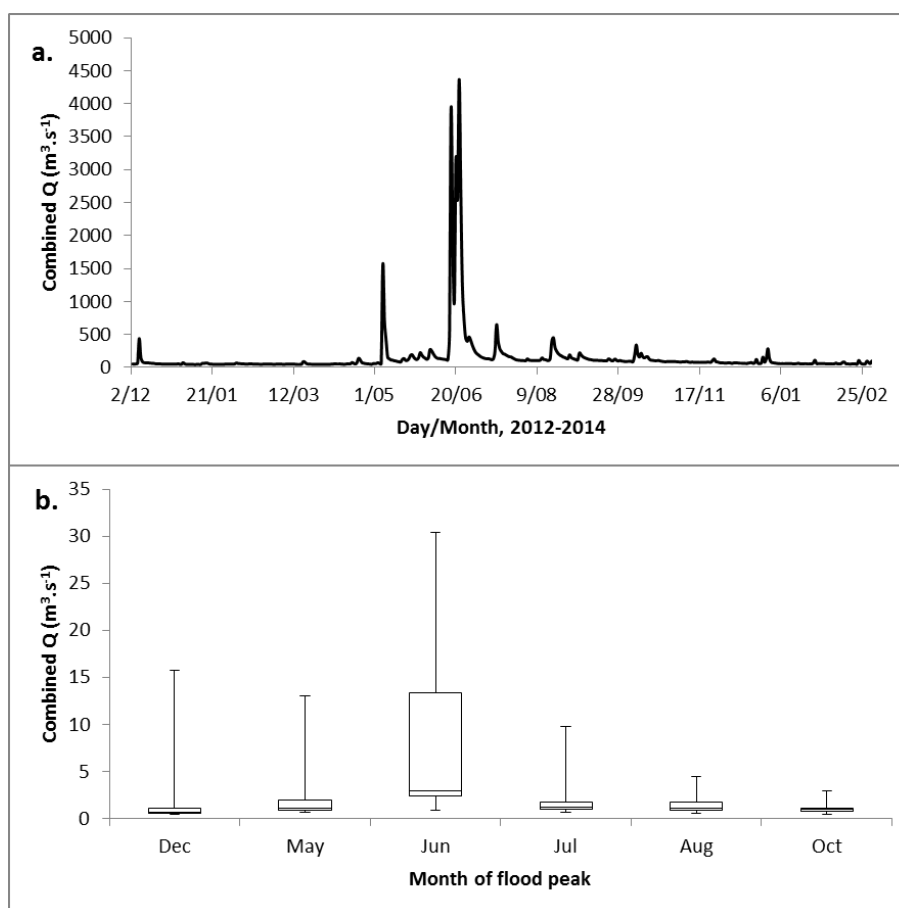 a.
Combined Q (m³.s⁻¹)
5000
4500
4000
3500
3000
2500
2000
1500
1000
500
0
2/12 21/01 12/03 1/05 20/06 9/08 28/09 17/11 6/01 25/02
Day/Month, 2012-2014
b.
Combined Q (m³.s⁻¹)
35
30
25
20
15
10
5
0
Dec May Jun Jul Aug Oct
Month of flood peak